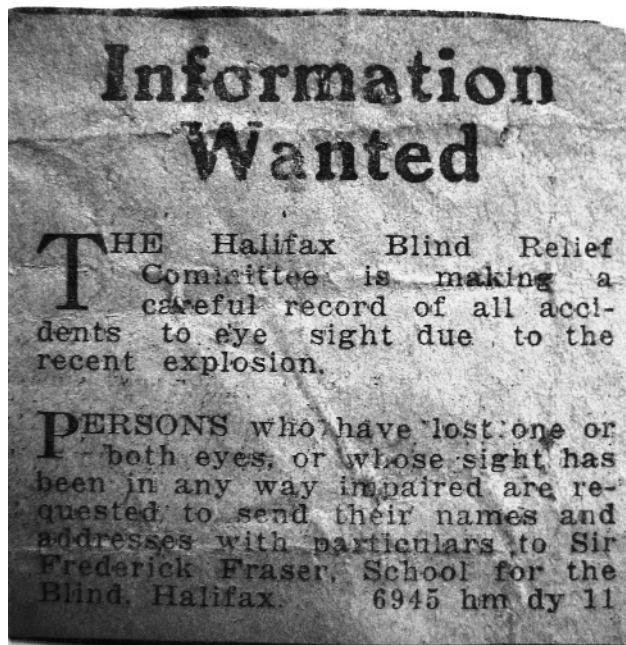 Information
Wanted
THE Halifax Blind Relief
Committee is making a
careful record of all acci-
dents to eye sight due to the
recent explosion.
PERSONS who have lost one or
both eyes, or whose sight has
been in any way impaired are re-
quested to send their names and
addresses with particulars to Sir
Frederick Fraser, School for the
Blind, Halifax. 6945 hm dy 11